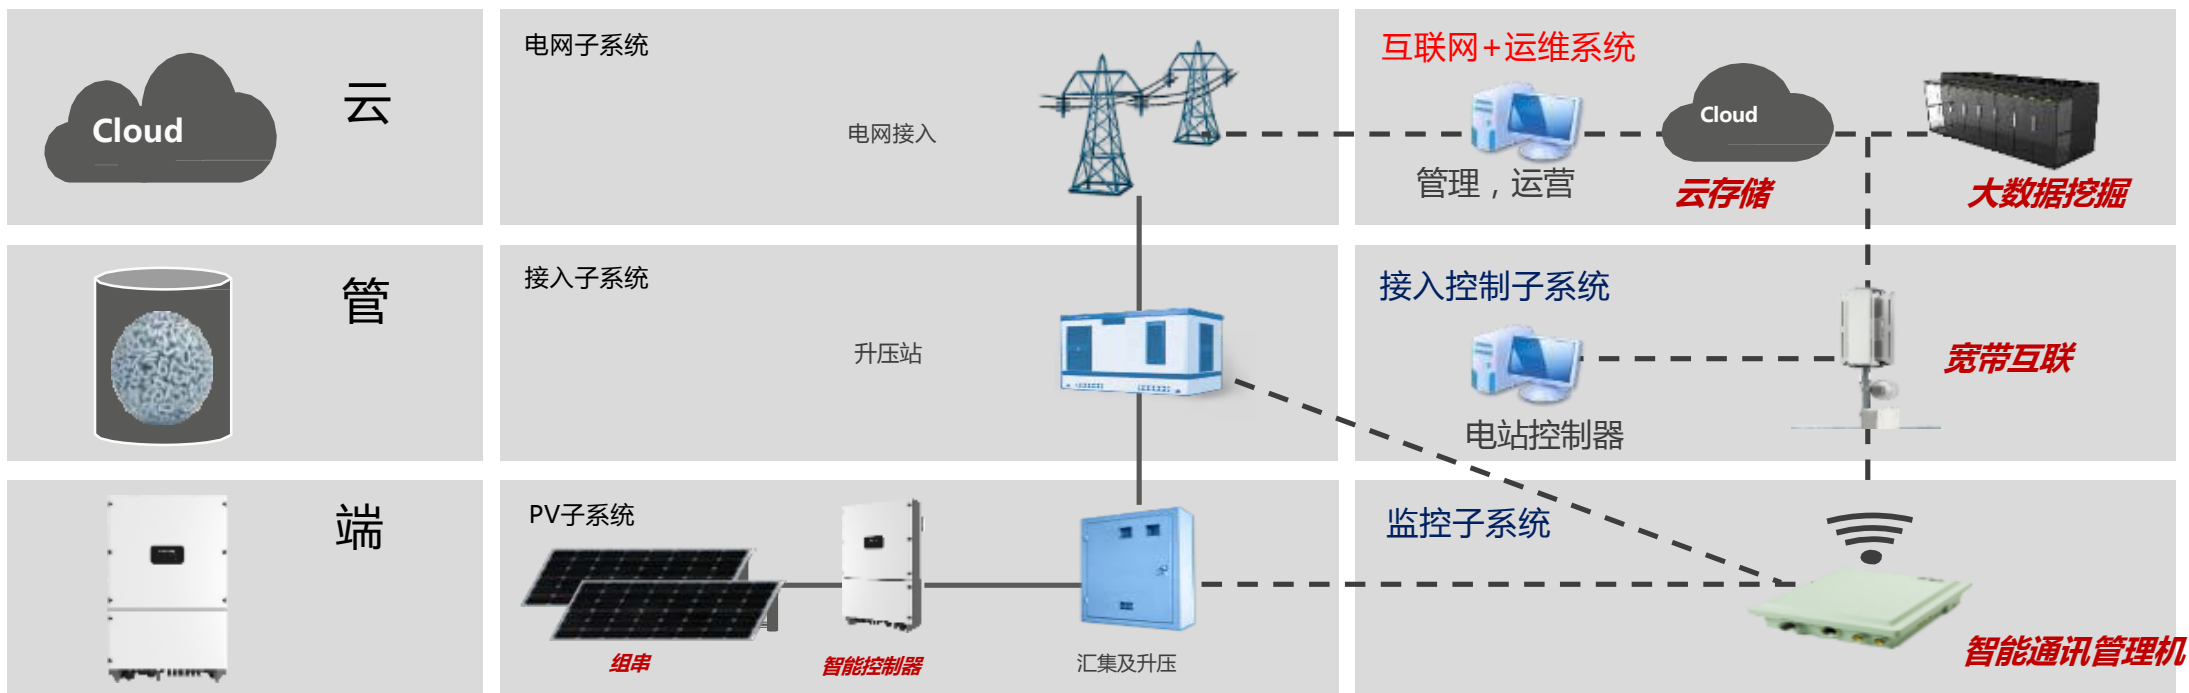 Cloud
云
电网子系统
电网接入
互联网+运维系统
Cloud
管理，运营
云存储
大数据挖掘
管
接入子系统
升压站
接入控制子系统
宽带互联
电站控制器
端
PV子系统
组串
智能控制器
汇集及升压
监控子系统
智能通讯管理机